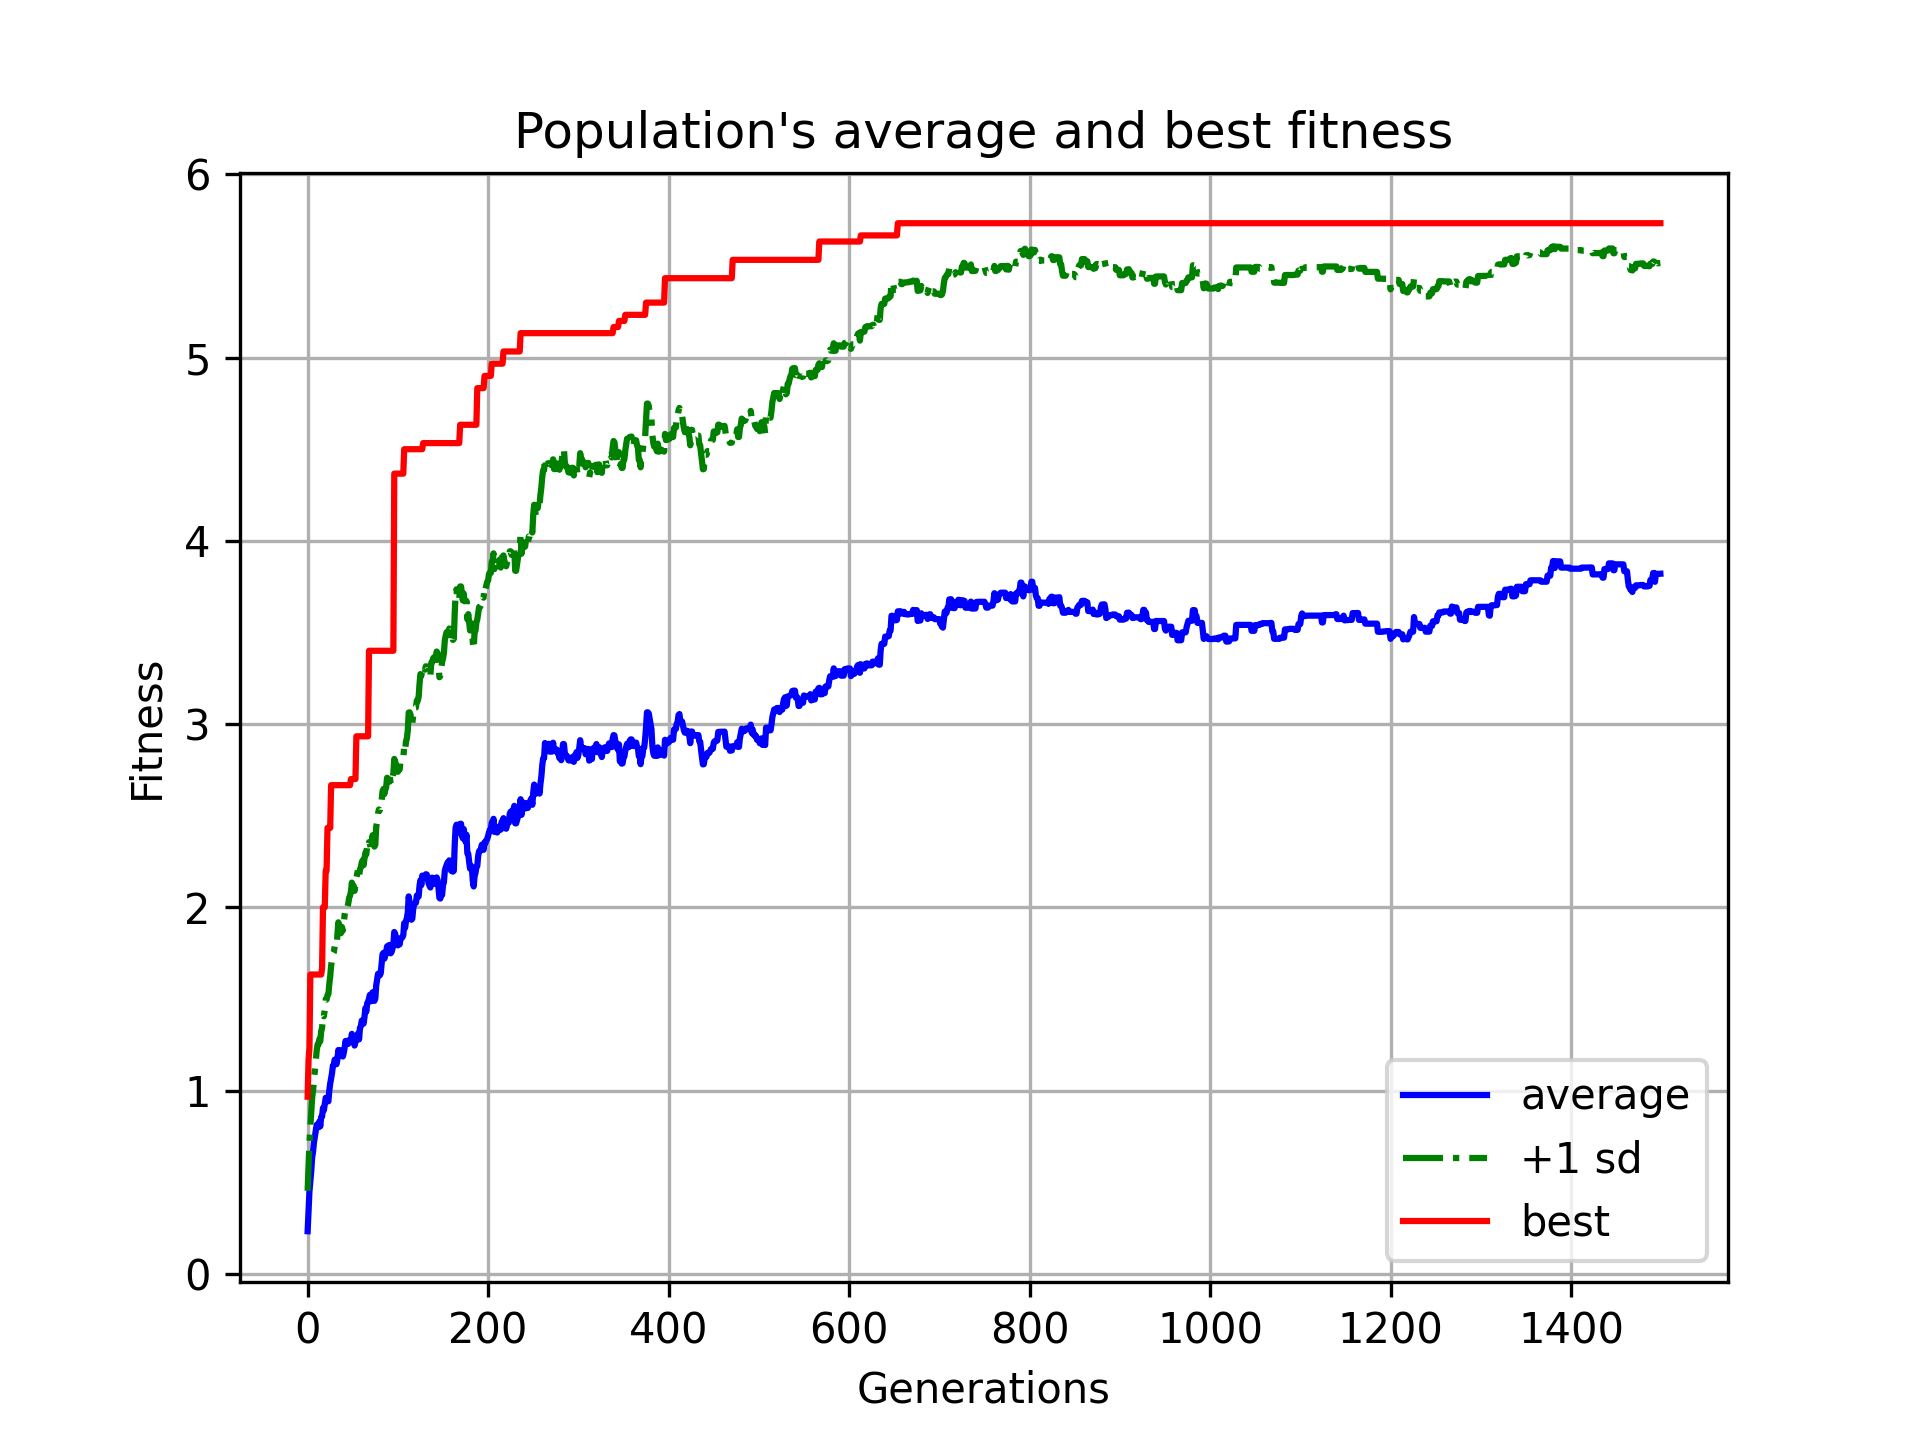 Population's average and best fitness
6
5
4
3
2
1
0
Fitness
0 200 400 600 800 1000 1200 1400
Generations
average
+1 sd
best